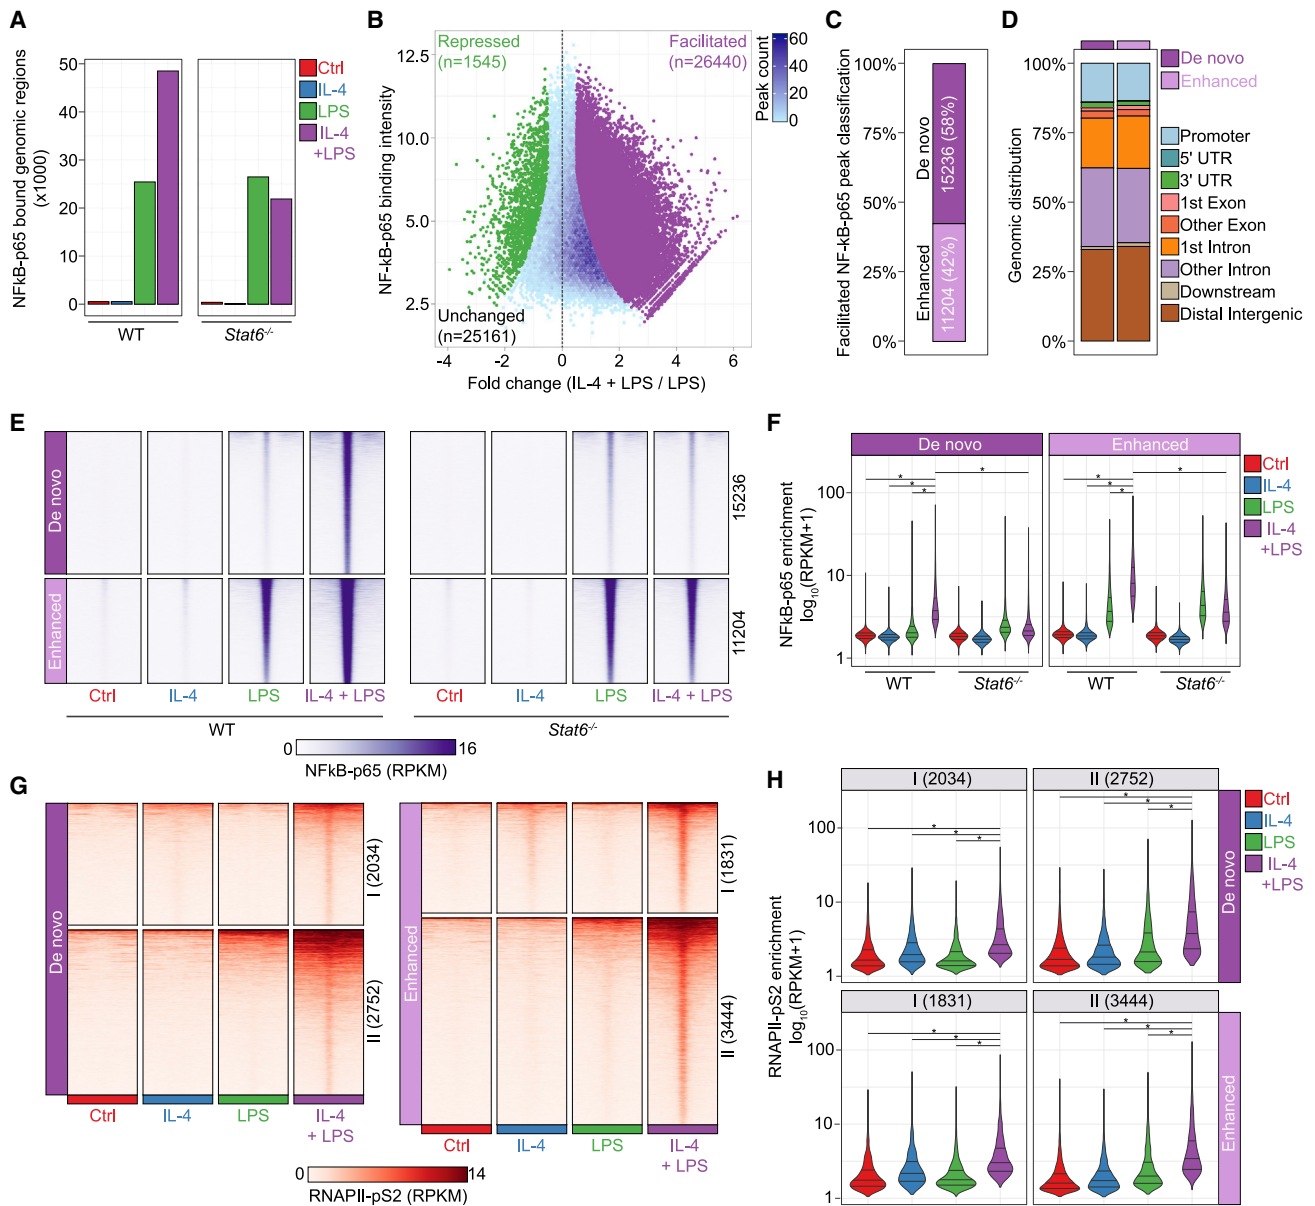 A
NFkB-p65 bound genomic regions
(x1000)
50
40
30
20
10
0
WT
Stat6-/-
Ctrl
IL-4
LPS
IL-4
+LPS
B
NF-kB-p65 binding intensity
12.5
10.0
5.0
2.5
Repressed
(n=1545)
Facilitated
(n=26440)
Unchanged
(n=25161)
-4
-2
0
2
4
6
Fold change (IL-4 + LPS / LPS)
Peak count
60
40
20
0
C
Facilitated NF-kB-p65 peak classification
100%
75%
50%
25%
0%
De novo
15236 (58%)
Enhanced
11204 (42%)
D
Genomic distribution
100%
75%
50%
25%
0%
De novo
Enhanced
Promoter
5' UTR
3' UTR
1st Exon
Other Exon
1st Intron
Other Intron
Downstream
Distal Intergenic
E
De novo
Enhanced
15236
11204
Ctrl
IL-4
LPS
IL-4 + LPS
Ctrl
IL-4
LPS
IL-4 + LPS
WT
Stat6-/-
0
16
NFkB-p65 (RPKM)
F
De novo
Enhanced
NFkB-p65 enrichment
log10(RPKM+1)
100
10
1
*
*
*
*
*
*
*
*
WT
Stat6-/-
WT
Stat6-/-
Ctrl
IL-4
LPS
IL-4
+LPS
G
De novo
I (2034)
II (2752)
Ctrl
IL-4
LPS
IL-4
+ LPS
Enhanced
I (1831)
II (3444)
Ctrl
IL-4
LPS
IL-4
+ LPS
0
14
RNAPII-pS2 (RPKM)
H
RNAPII-pS2 enrichment
log10(RPKM+1)
I (2034)
II (2752)
100
10
1
*
*
*
*
*
*
De novo
I (1831)
II (3444)
100
10
1
*
*
*
*
*
*
Enhanced
Ctrl
IL-4
LPS
IL-4
+LPS